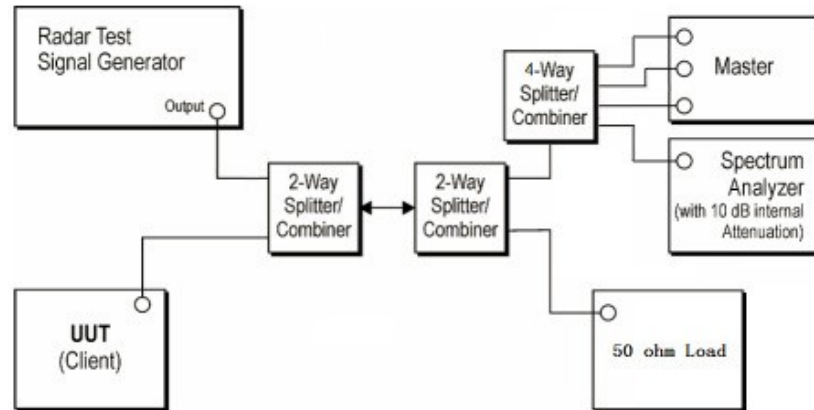 Radar Test
Signal Generator
Output
4-Way
Splitter/
Combiner
Master
2-Way
Splitter/
Combiner
2-Way
Splitter/
Combiner
Spectrum
Analyzer
(with 10 dB internal
Attenuation)
UUT
(Client)
50 ohm Load